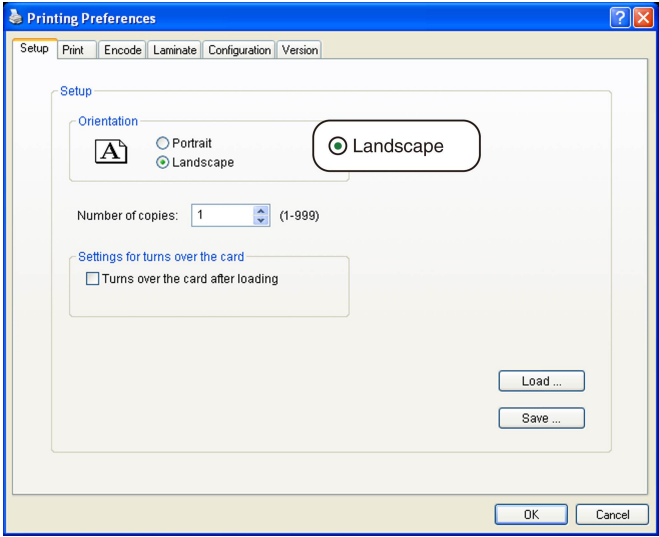 Printing Preferences
Setup Print Encode Laminate Configuration Version
Setup
Orientation
A
Portrait
Landscape
Landscape
Number of copies: 1 (1-999)
Settings for turns over the card
Turns over the card after loading
Load ...
Save ...
OK Cancel